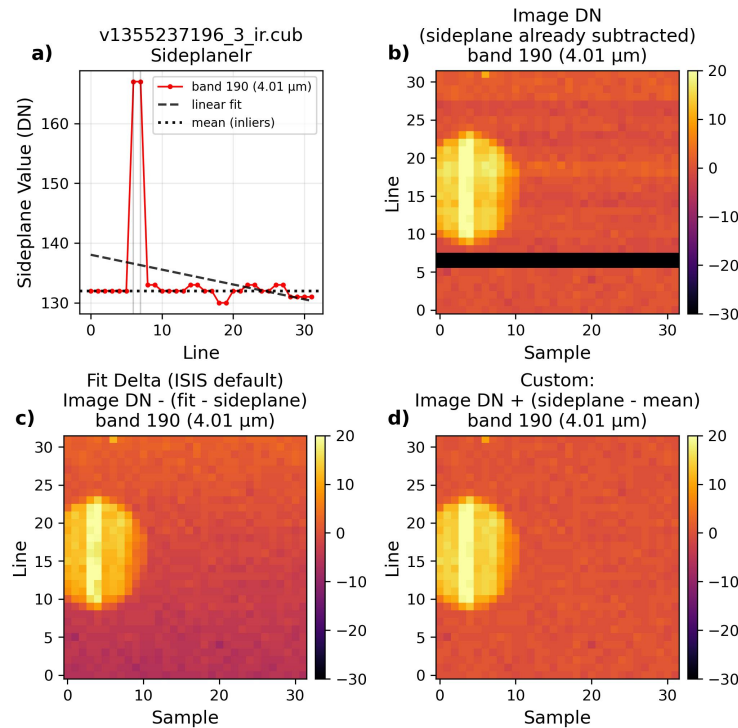 a)
v1355237196_3_ir.cub
SideplaneIr
Sideplane Value (DN)
160
150
140
130
band 190 (4.01 μm)
linear fit
mean (inliers)
0
10
20
30
Line
b)
Image DN
(sideplane already subtracted)
band 190 (4.01 μm)
Line
30
25
20
15
10
5
0
0
10
20
30
Sample
20
10
0
−10
−20
−30
c)
Fit Delta (ISIS default)
Image DN - (fit - sideplane)
band 190 (4.01 μm)
Line
30
25
20
15
10
5
0
0
10
20
30
Sample
20
10
0
−10
−20
−30
d)
Custom:
Image DN + (sideplane - mean)
band 190 (4.01 μm)
Line
30
25
20
15
10
5
0
0
10
20
30
Sample
20
10
0
−10
−20
−30